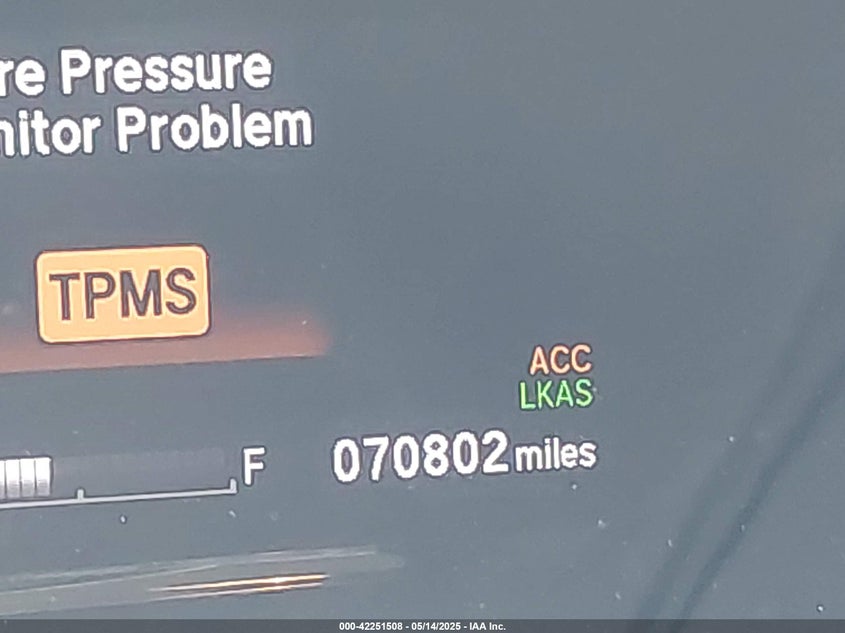 re Pressure
nitor Problem
TPMS
ACC
LKAS
F
070802 miles
000-42251508 - 05/14/2025 - IAA Inc.